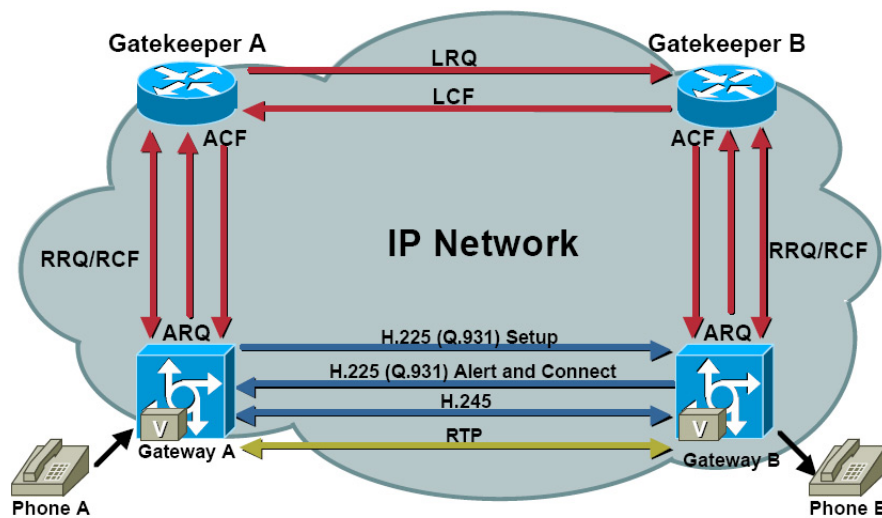 Gatekeeper A
Gatekeeper B
LRQ
LCF
ACF
ACF
IP Network
RRQ/RCF
RRQ/RCF
ARQ
ARQ
H.225 (Q.931) Setup
H.225 (Q.931) Alert and Connect
H.245
V
V
RTP
Gateway A
Gateway B
Phone A
Phone B